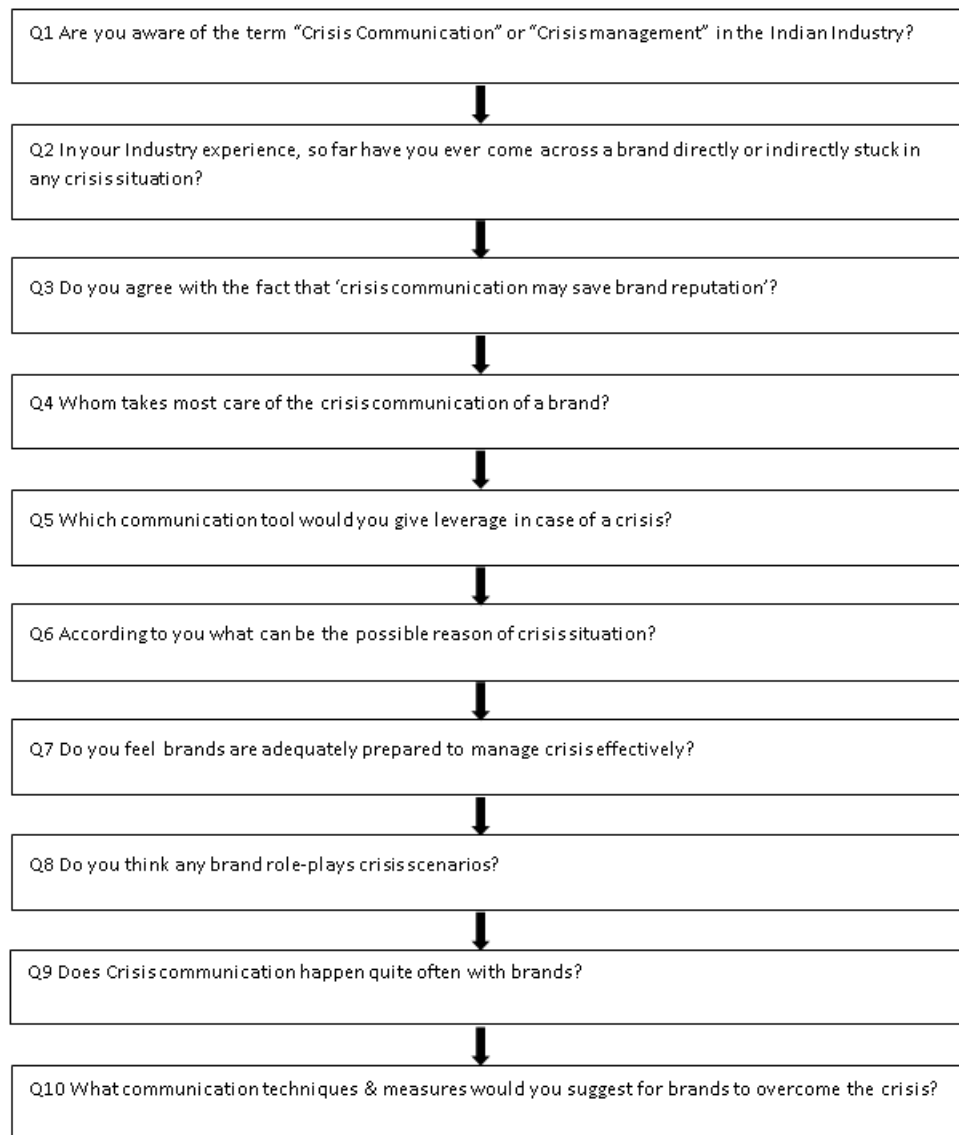 Q1 Are you aware of the term “Crisis Communication” or “Crisis management” in the Indian Industry?
Q2 In your Industry experience, so far have you ever come across a brand directly or indirectly stuck in
any crisis situation?
Q3 Do you agree with the fact that ‘crisis communication may save brand reputation’?
Q4 Whom takes most care of the crisis communication of a brand?
Q5 Which communication tool would you give leverage in case of a crisis?
Q6 According to you what can be the possible reason of crisis situation?
Q7 Do you feel brands are adequately prepared to manage crisis effectively?
Q8 Do you think any brand role-plays crisis scenarios?
Q9 Does Crisis communication happen quite often with brands?
Q10 What communication techniques & measures would you suggest for brands to overcome the crisis?